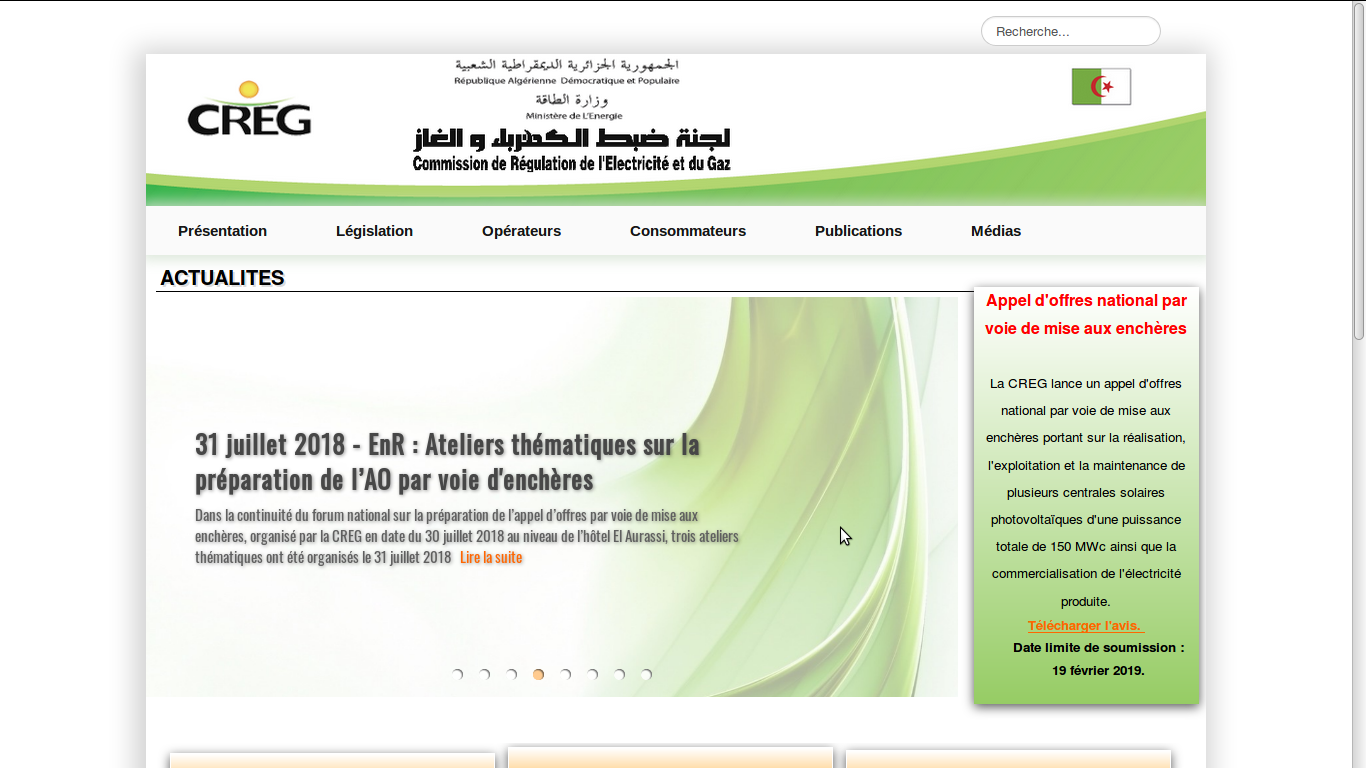 Recherche...
الجمهورية الجزائرية الديمقراطية الشعبية
République Algérienne Démocratique et Populaire
وزارة الطاقة
Ministère de L'Energie
CREG
لجنة ضبط الكهرباء و الغاز
Commission de Régulation de l'Electricité et du Gaz
Présentation
Législation
Opérateurs
Consommateurs
Publications
Médias
ACTUALITES
31 juillet 2018 - EnR : Ateliers thématiques sur la
préparation de l’AO par voie d'enchères
Dans la continuité du forum national sur la préparation de l’appel d’offres par voie de mise aux
enchères, organisé par la CREG en date du 30 juillet 2018 au niveau de l’hôtel El Aurassi, trois ateliers
thématiques ont été organisés le 31 juillet 2018 Lire la suite
Appel d'offres national par
voie de mise aux enchères
La CREG lance un appel d'offres
national par voie de mise aux
enchères portant sur la réalisation,
l'exploitation et la maintenance de
plusieurs centrales solaires
photovoltaïques d'une puissance
totale de 150 MWc ainsi que la
commercialisation de l'électricité
produite.
Télécharger l'avis.
Date limite de soumission :
19 février 2019.